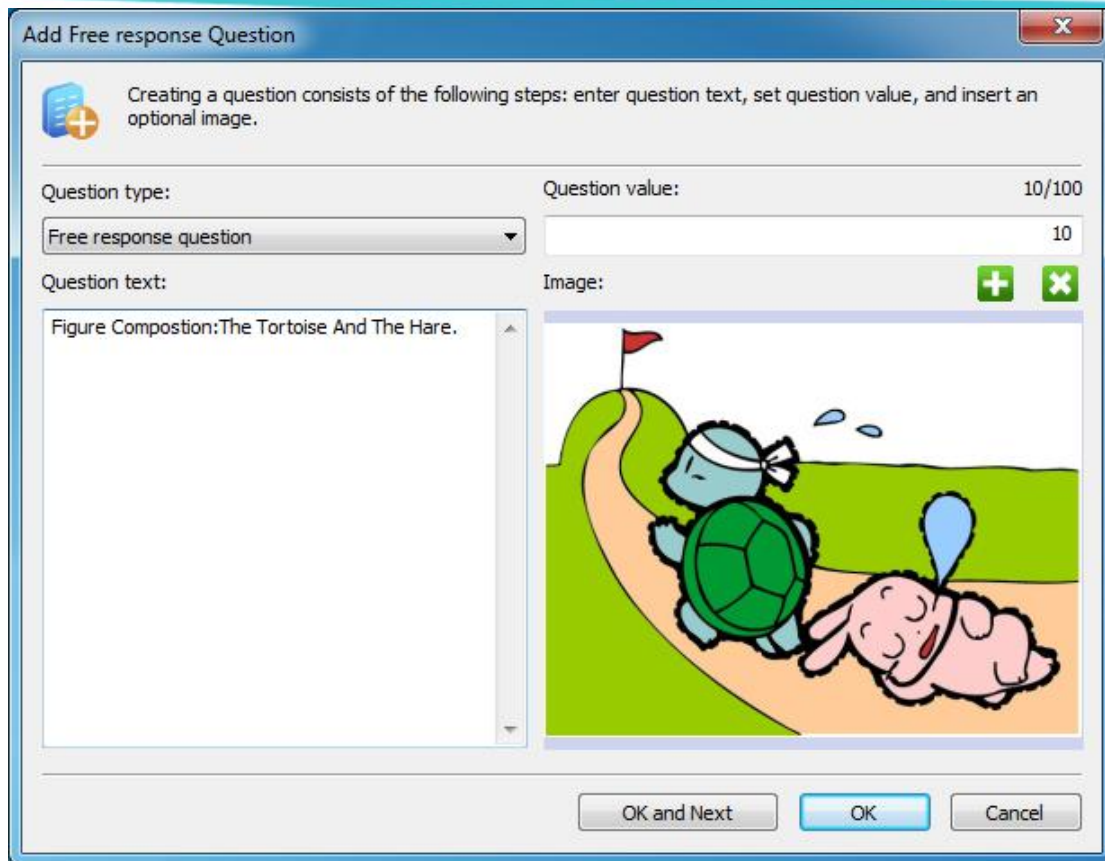 Add Free response Question
Creating a question consists of the following steps: enter question text, set question value, and insert an
optional image.
Question type:
Free response question
Question value:
10/100
10
Question text:
Figure Compostion:The Tortoise And The Hare.
Image:
OK and Next
OK
Cancel